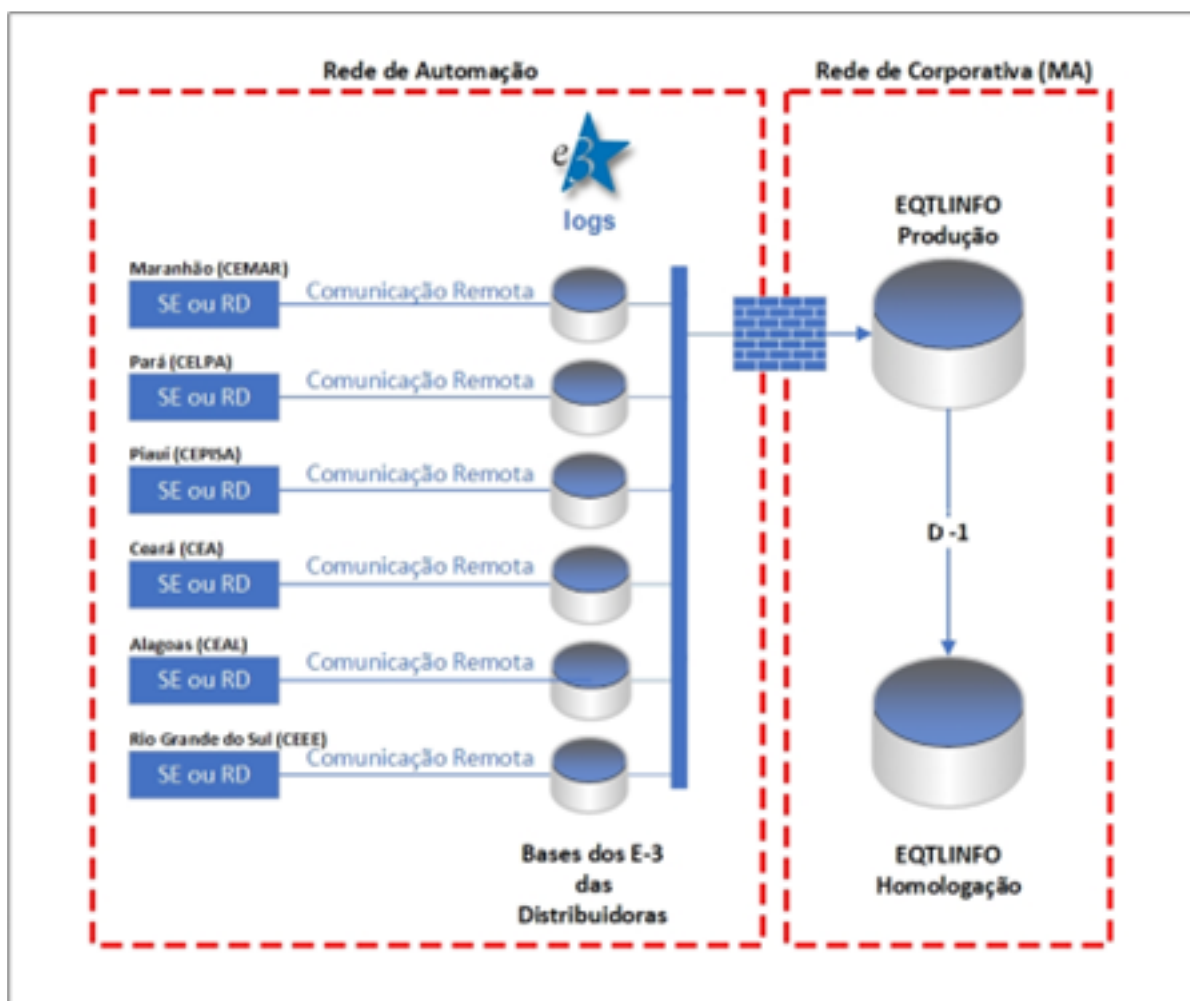 Rede de Automação
Rede de Corporativa (MA)
e3
logs
EQTLINFO
Produção
Maranhão (CEMAR)
SE ou RD
Comunicação Remota
Pará (CELPA)
SE ou RD
Comunicação Remota
Piauí (CEPISA)
SE ou RD
Comunicação Remota
Ceará (CEA)
SE ou RD
Comunicação Remota
D -1
Alagoas (CEAL)
SE ou RD
Comunicação Remota
Rio Grande do Sul (CEEE)
SE ou RD
Comunicação Remota
Bases dos E-3
das
Distribuidoras
EQTLINFO
Homologação